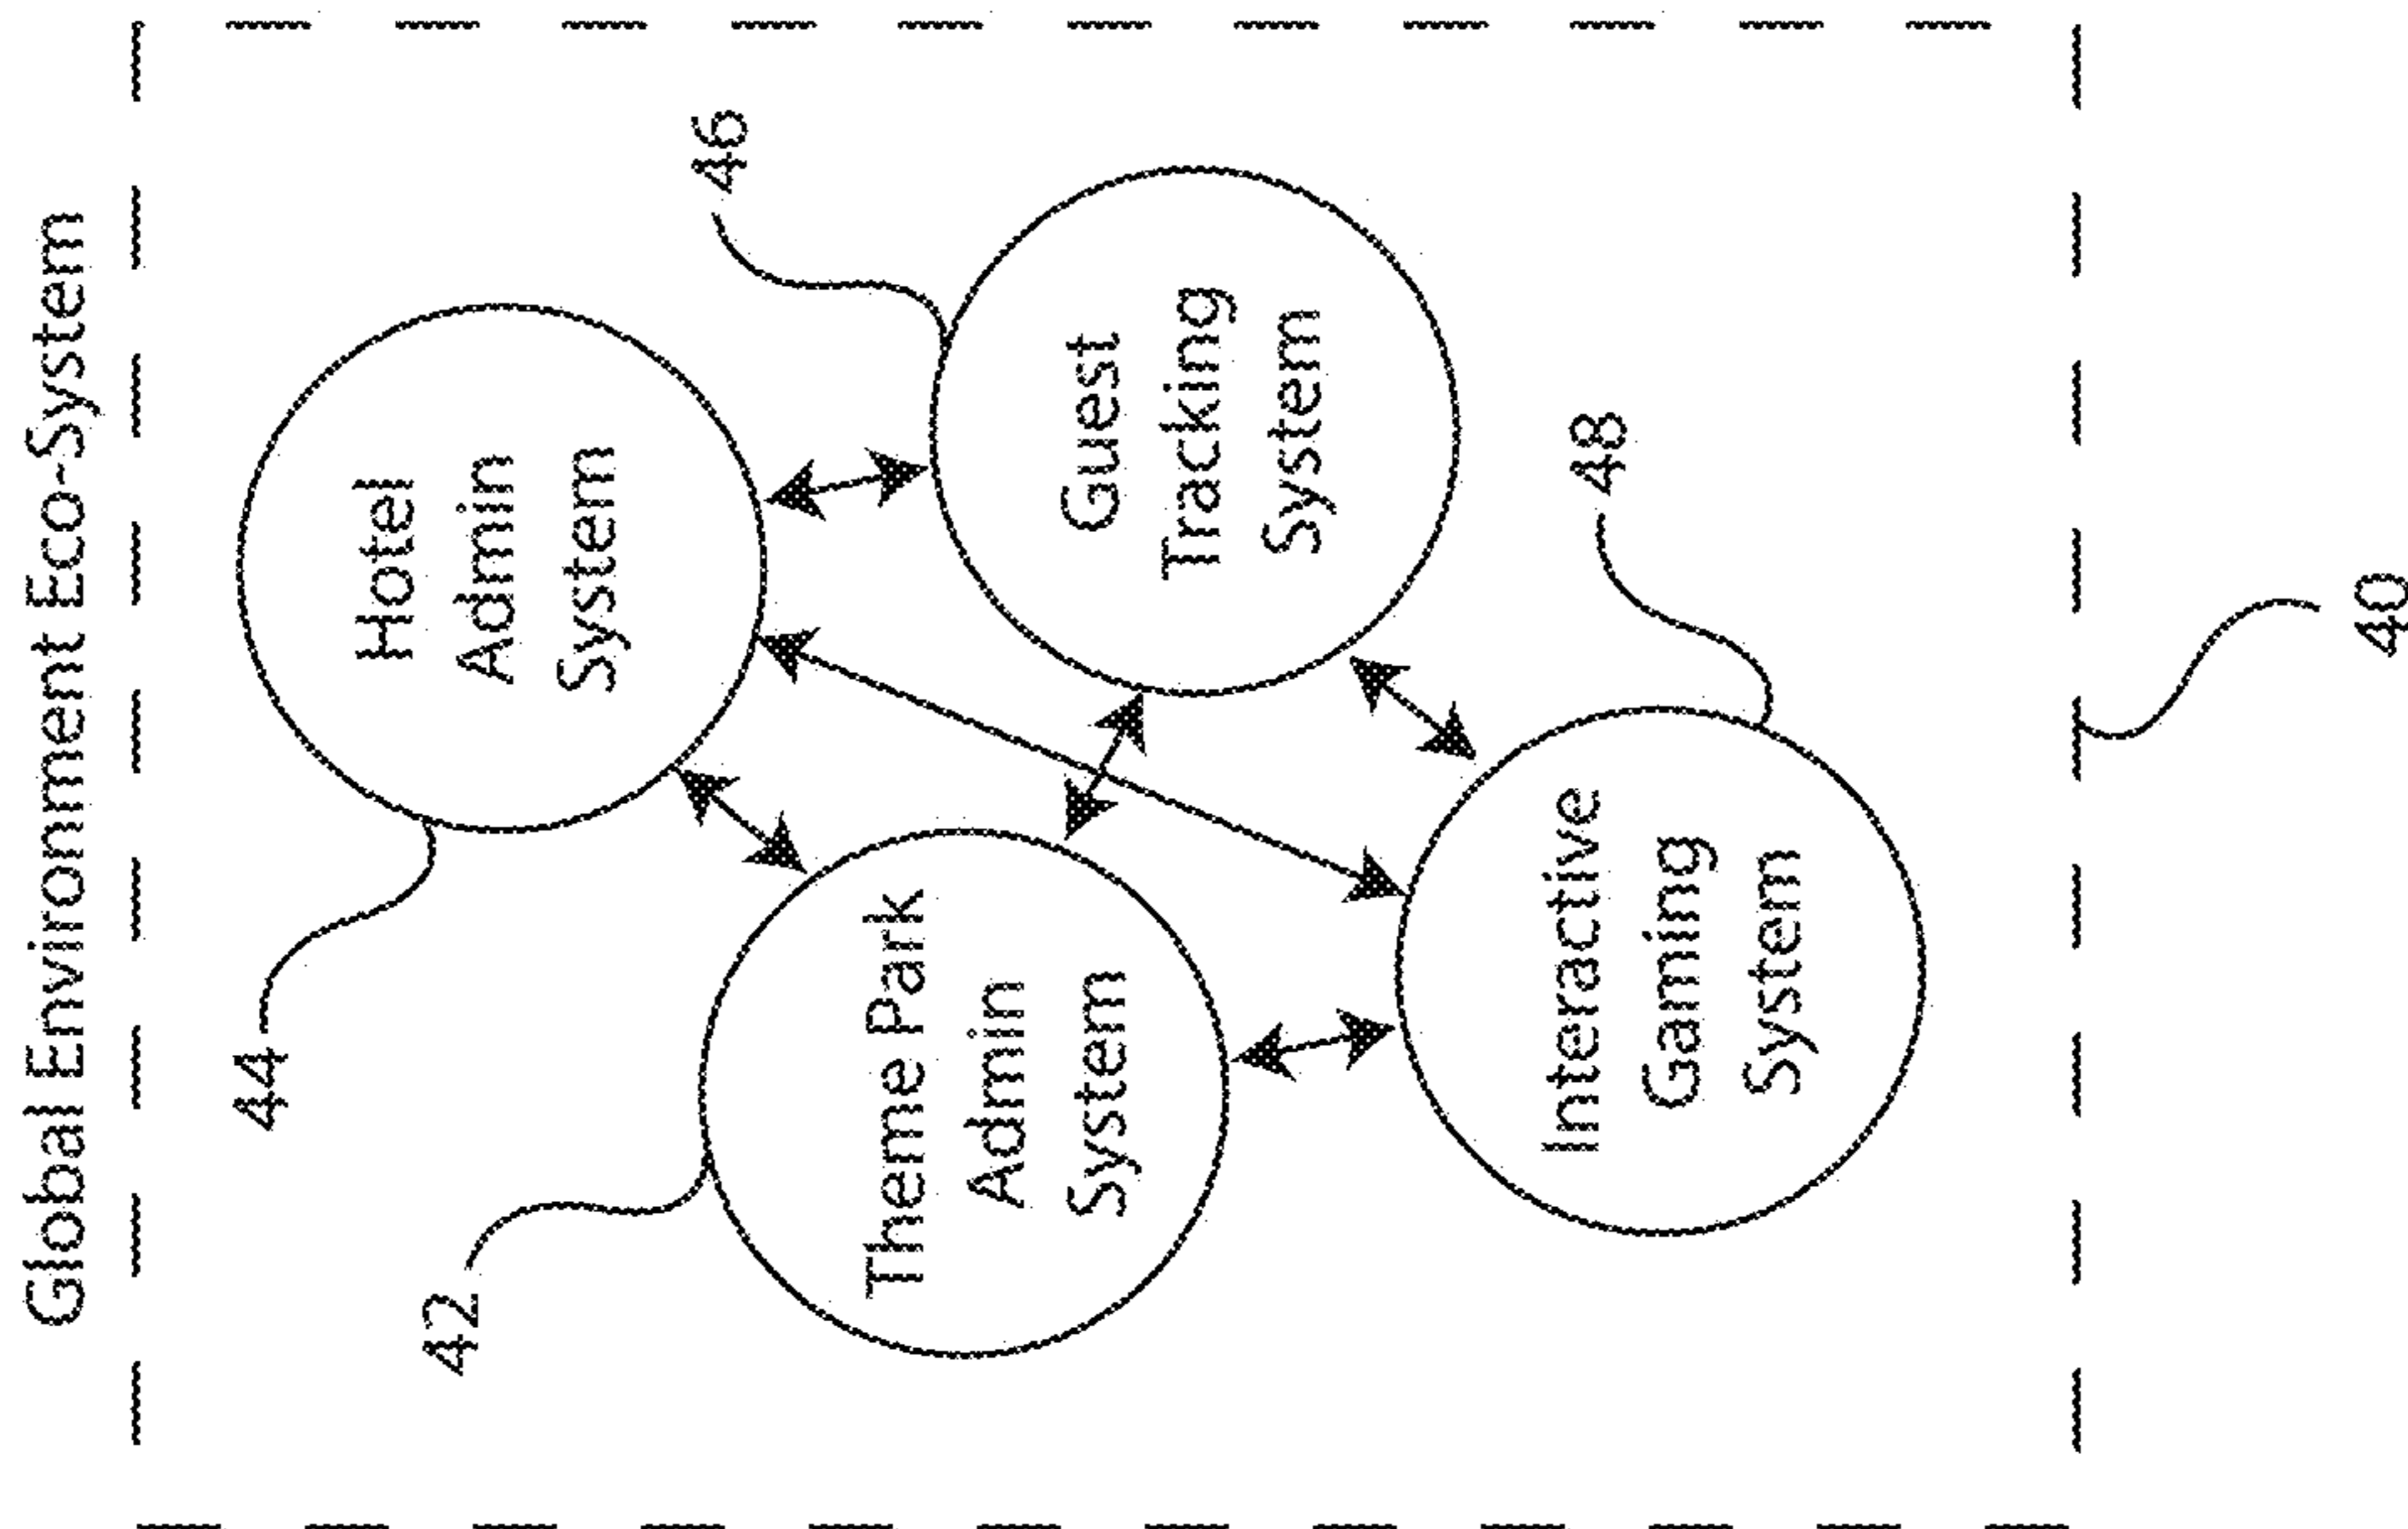 Global Environment Eco-System
44
Hotel
Admin
System
42
Theme Park
Admin
System
46
Guest
Tracking
System
48
Interactive
Gaming
System
40